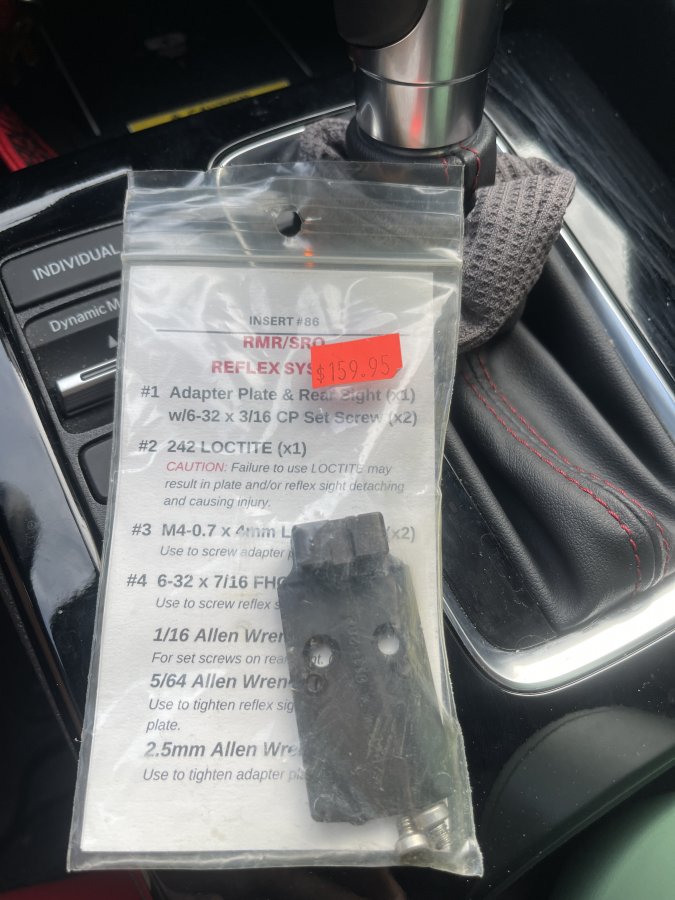 INDIVIDUAL
Dynamic M
INSERT #86
RMR/SRO
REFLEX SYS
$159.95
#1 Adapter Plate & Rear Sight (x1)
w/6-32 x 3/16 CP Set Screw (x2)
#2 242 LOCTITE (x1)
CAUTION: Failure to use LOCTITE may
result in plate and/or reflex sight detaching
and causing injury.
#3 M4-0.7 x 4mm L (x2)
Use to screw adapter p
#4 6-32 x 7/16 FHC
Use to screw reflex s
1/16 Allen Wren
For set screws on rear pt.
5/64 Allen Wren
Use to tighten reflex sig
plate.
2.5mm Allen Wre
Use to tighten adapter pla